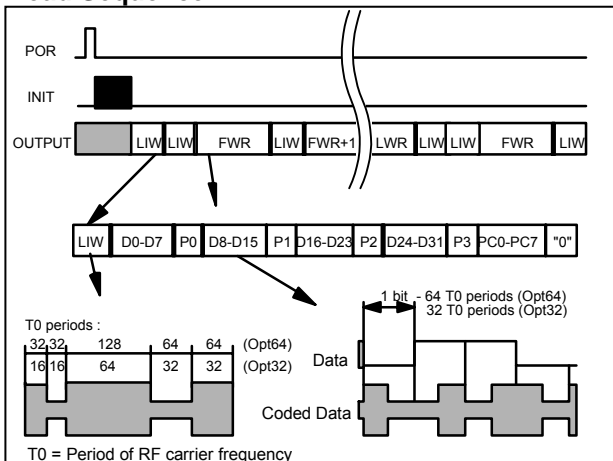 POR
INIT
OUTPUT LIW LIW FWR LIW FWR+1 LWR LIW LIW FWR LIW
LIW D0-D7 P0 D8-D15 P1 D16-D23 P2 D24-D31 P3 PC0-PC7 "0"
1 bit - 64 T0 periods (Opt64)
32 T0 periods (Opt32)
T0 periods :
32 32 128 64 64 (Opt64)
16 16 64 32 32 (Opt32)
Data
Coded Data
T0 = Period of RF carrier frequency